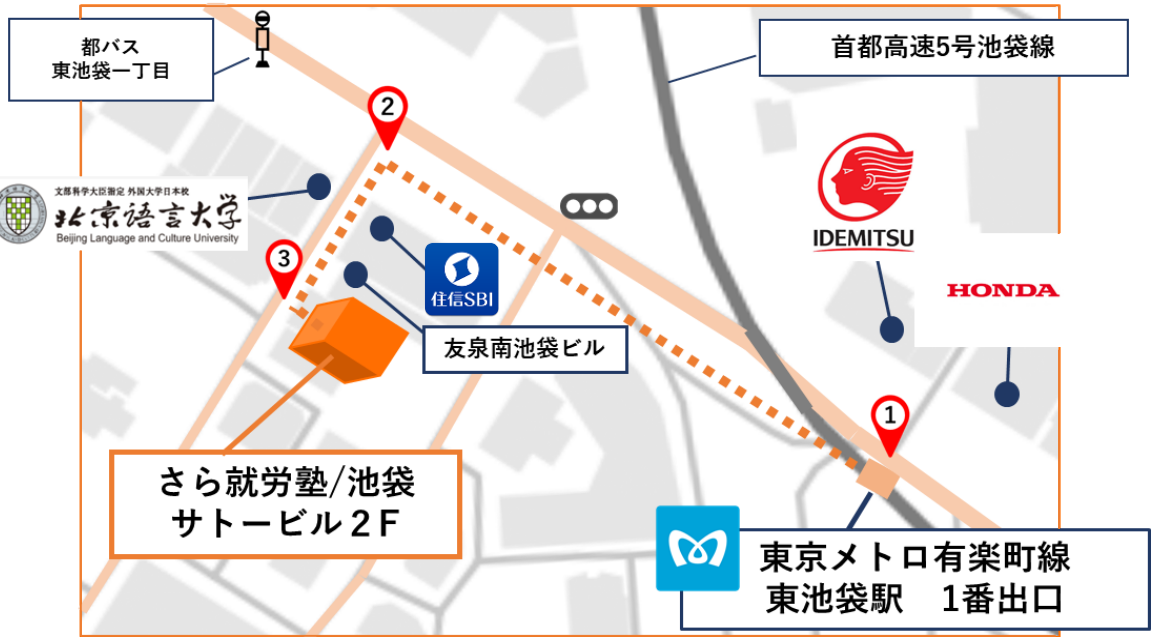 都バス
東池袋一丁目
首都高速5号池袋線
2
文部科学大臣指定 外国大学日本校
北京语言大学
Beijing Language and Culture University
3
住信SBI
友泉南池袋ビル
IDEMITSU
HONDA
1
さら就労塾/池袋
サトービル2F
東京メトロ有楽町線
東池袋駅 1番出口